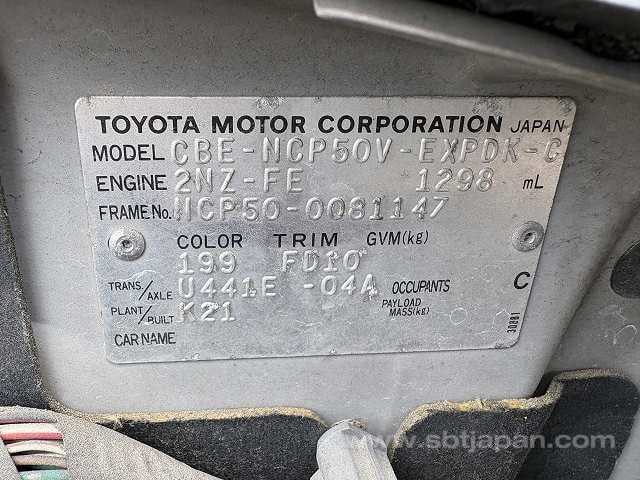 TOYOTA MOTOR CORPORATION JAPAN
MODEL CBE-NCP50V-EXPDK-G
ENGINE 2NZ-FE 1298 mL
FRAME No. NCP50-0081147
COLOR TRIM GVM(kg)
199 FD10
TRANS./AXLE U441E -04A OCCUPANTS C
PLANT/BUILT K21 PAYLOAD MASS(kg)
CAR NAME
30881
www.sbtjapan.com